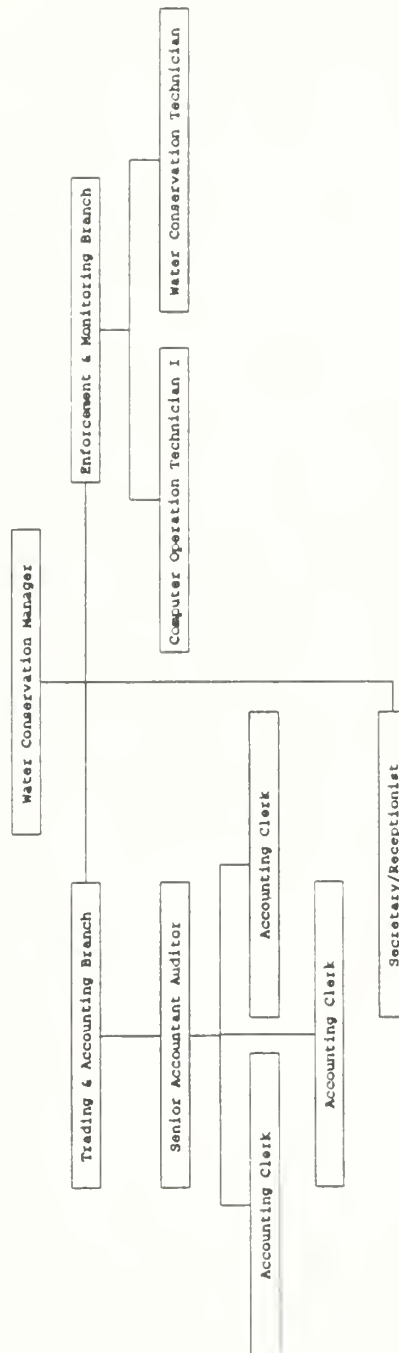 Water Conservation Manager
Trading & Accounting Branch
Enforcement & Monitoring Branch
Senior Accountant Auditor
Computer Operation Technician I
Water Conservation Technician
Accounting Clerk
Accounting Clerk
Accounting Clerk
Secretary/Receptionist